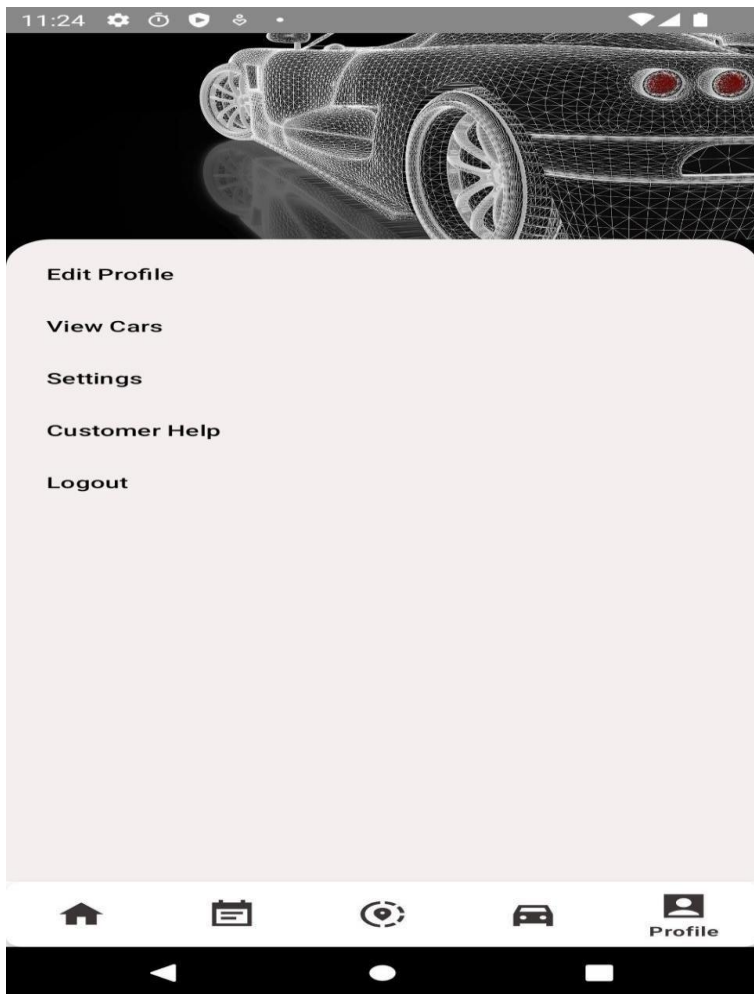 11:24
Edit Profile
View Cars
Settings
Customer Help
Logout
Profile